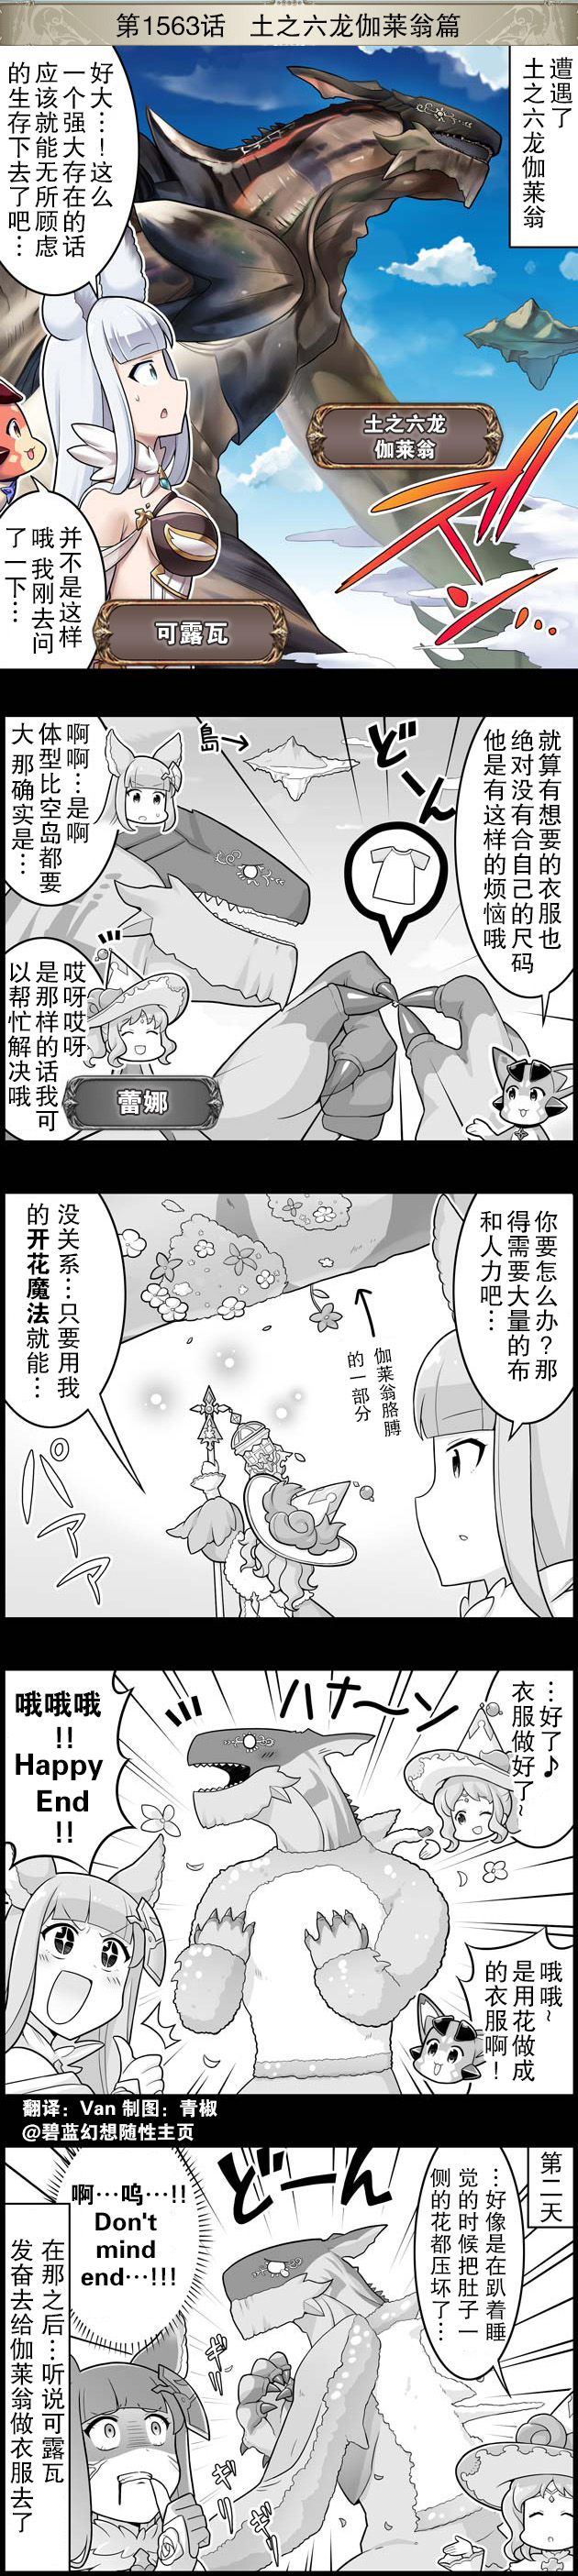 第1563话　土之六龙伽莱翁篇
遭遇了
土之六龙伽莱翁
好大…！这么
一个强大存在的话
应该就能无所顾虑
的生存下去了吧…
土之六龙
伽莱翁
ズズ…
并不是这样
哦 我刚去问
了一下…
可露瓦
就算有想要的衣服也
绝对没有合自己的尺码
他是有这样的烦恼哦
どーん
島→
啊啊…是啊
体型比空岛都要
大 那确实是…
哎呀哎呀
是那样的话我可
以帮忙解决哦
蕾娜
你要怎么办？那
得需要大量的布
和人力吧…
伽莱翁胳膊
的一部分
没关系…只要用我
的开花魔法就能…
パァァ
…好了♪
衣服做好了~
ハナ〜ン
哦哦哦
!!
Happy
End
!!
哦哦~
是用花做成
的衣服啊！
翻译：Van 制图：青椒
@碧蓝幻想随性主页
第二天
…好像是在趴着睡
觉的时候把肚子一
侧的花都压坏了…
どーん
啊…呜…!!
Don't
mind
end…!!!
ギギギ
ギギギ
在那之后…听说可露瓦
发奋去给伽莱翁做衣服去了